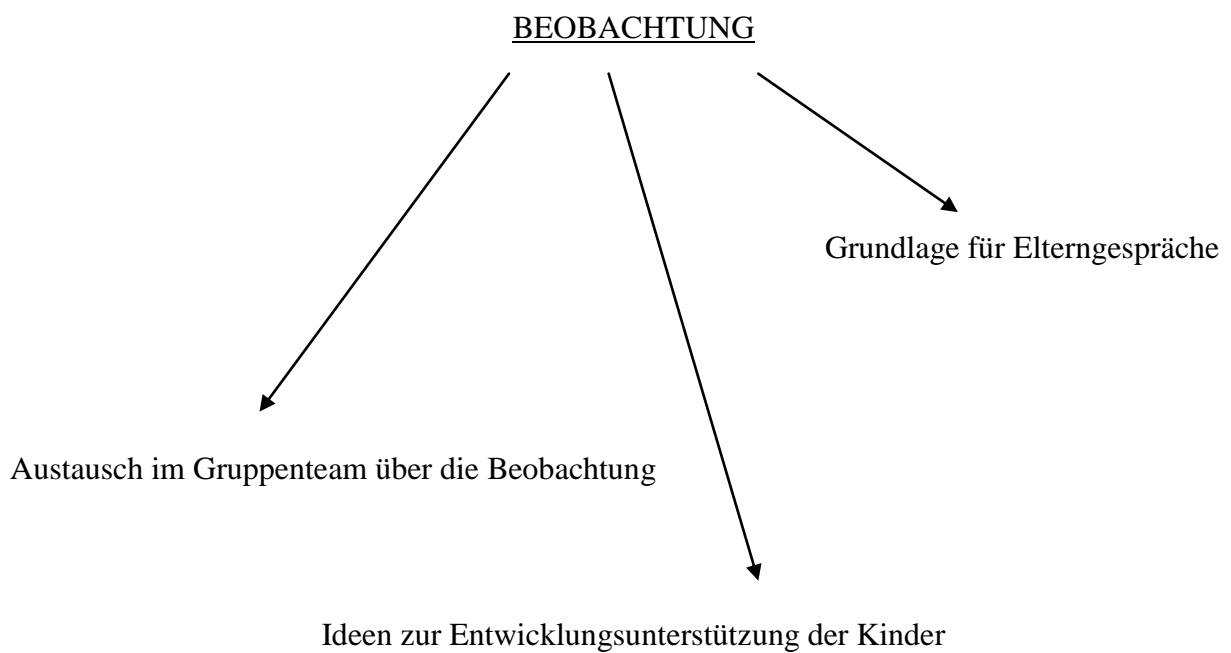 BEOBACHTUNG
Grundlage für Elterngespräche
Austausch im Gruppenteam über die Beobachtung
Ideen zur Entwicklungsunterstützung der Kinder